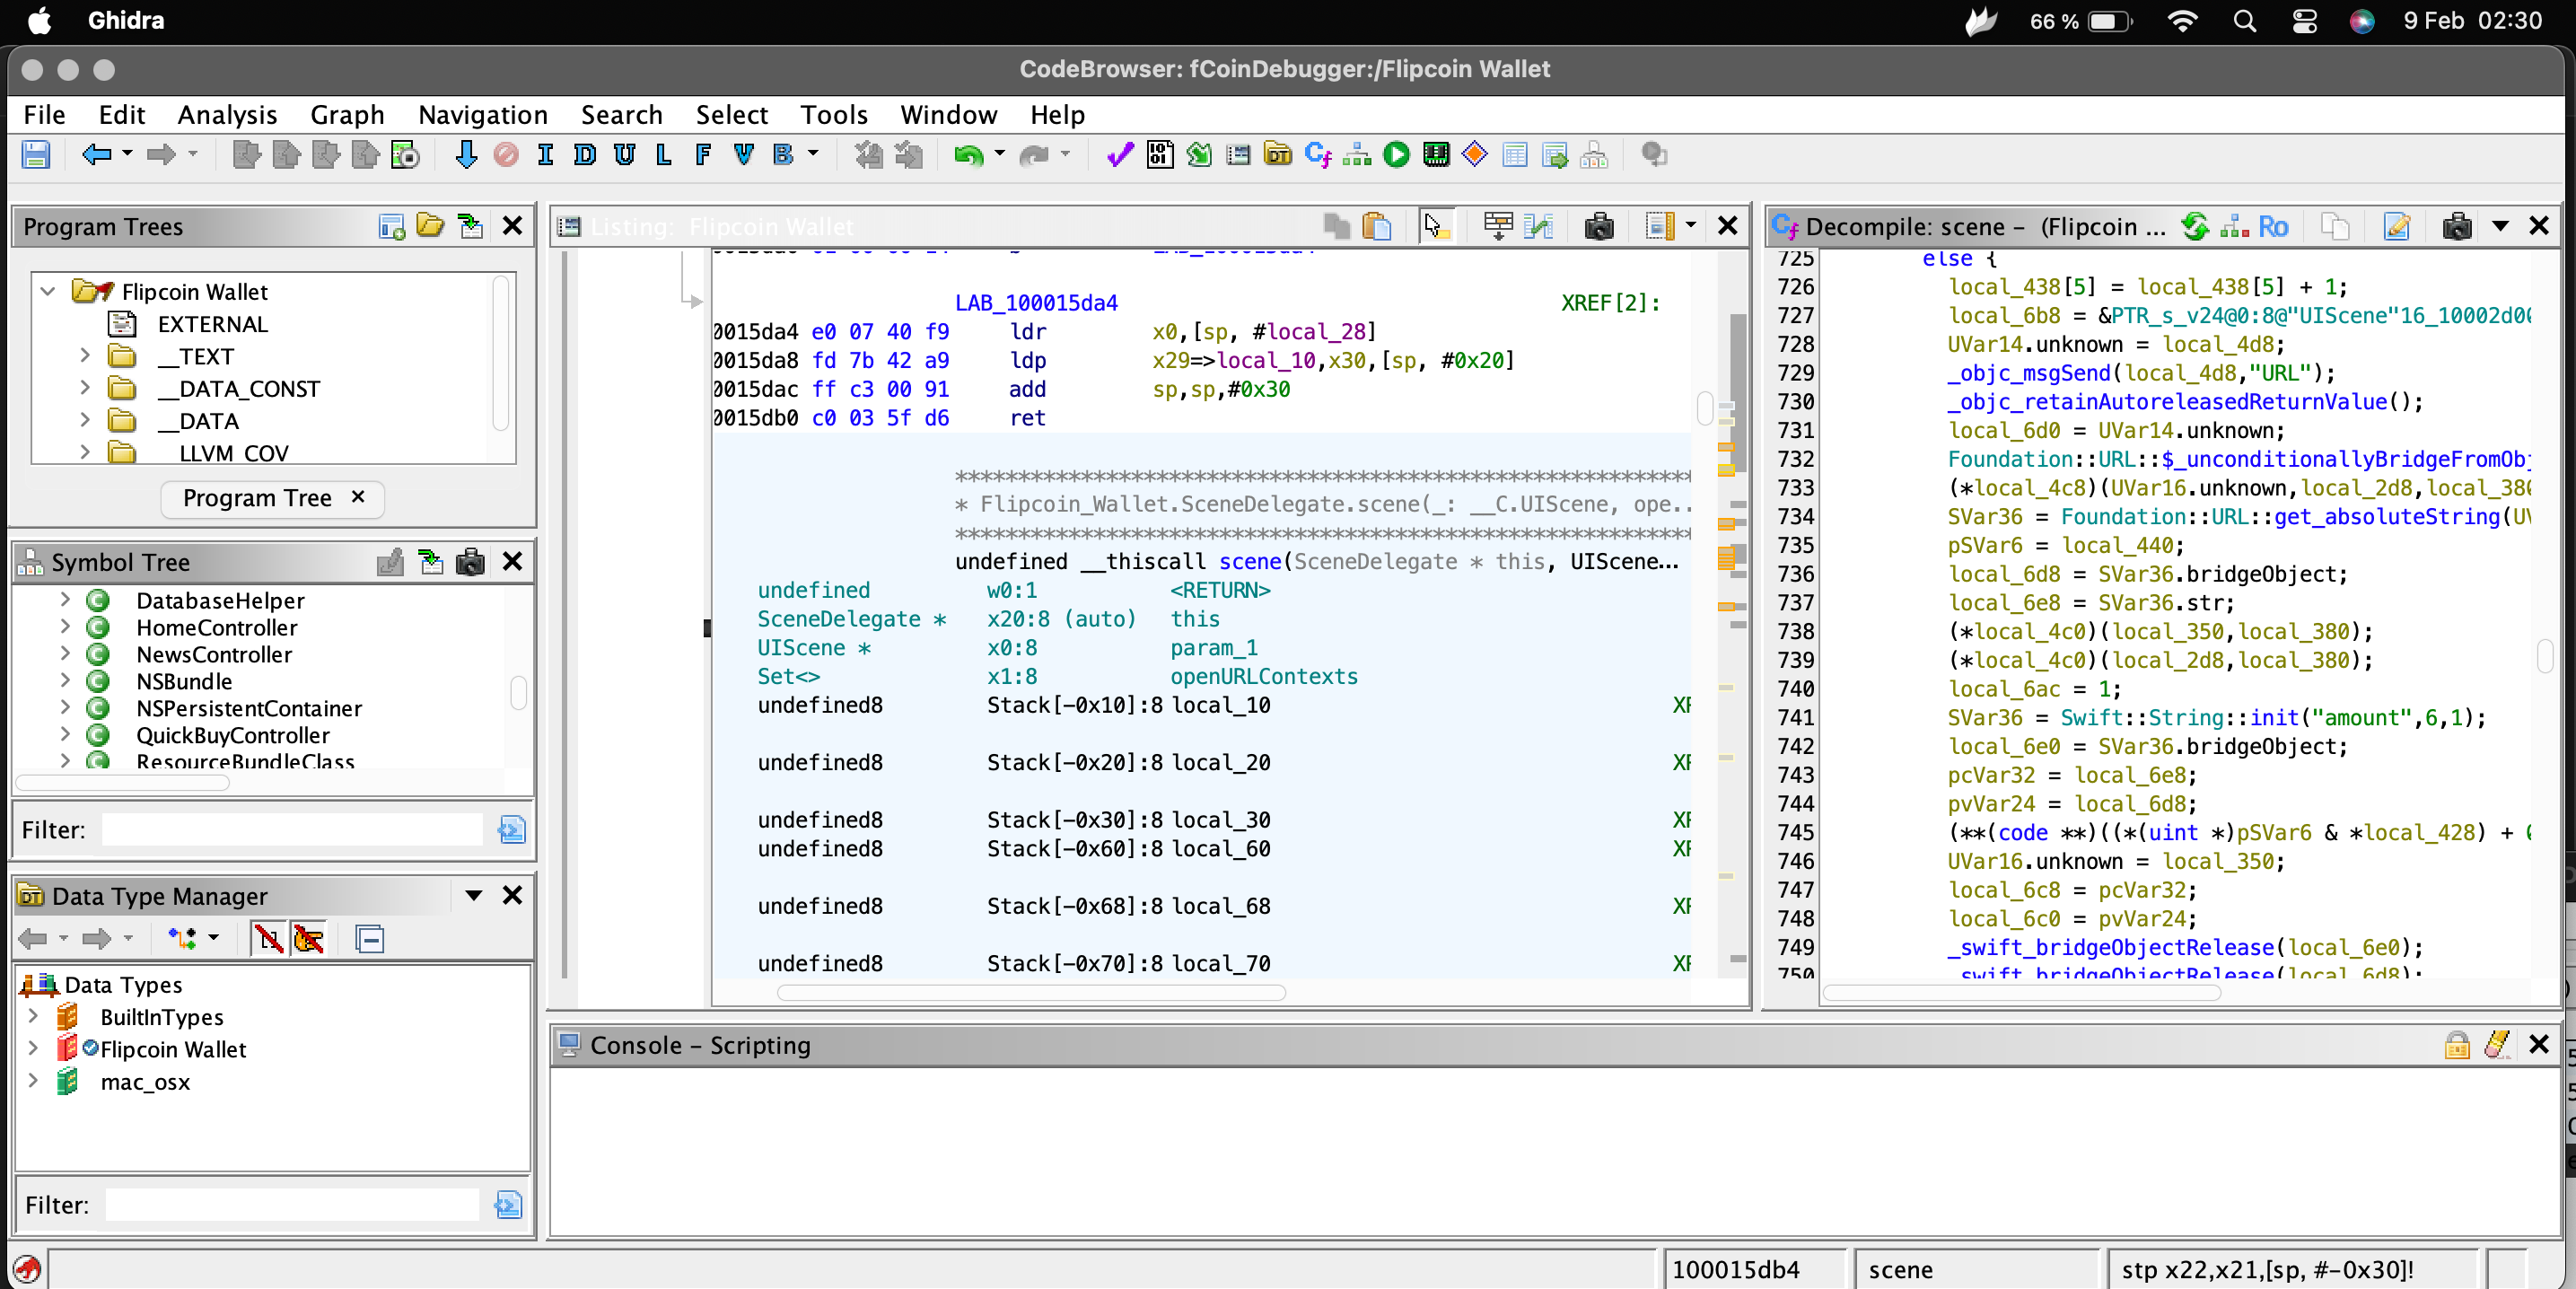 Ghidra
66 %
9 Feb 02:30
CodeBrowser: fCoinDebugger:/Flipcoin Wallet
File Edit Analysis Graph Navigation Search Select Tools Window Help
I D U L F V B
Program Trees
Flipcoin Wallet
EXTERNAL
__TEXT
__DATA_CONST
__DATA
__LLVM_COV
Program Tree ×
Symbol Tree
DatabaseHelper
HomeController
NewsController
NSBundle
NSPersistentContainer
QuickBuyController
ResourceBundleClass
Filter:
Data Type Manager
Data Types
BuiltInTypes
Flipcoin Wallet
mac_osx
Filter:
Listing: Flipcoin Wallet
LAB_100015da4 XREF[2]:
0015da4 e0 07 40 f9 ldr x0,[sp, #local_28]
0015da8 fd 7b 42 a9 ldp x29=>local_10,x30,[sp, #0x20]
0015dac ff c3 00 91 add sp,sp,#0x30
0015db0 c0 03 5f d6 ret
* Flipcoin_Wallet.SceneDelegate.scene(_: __C.UIScene, ope..
undefined __thiscall scene(SceneDelegate * this, UIScene...
undefined w0:1 <RETURN>
SceneDelegate * x20:8 (auto) this
UIScene * x0:8 param_1
Set<> x1:8 openURLContexts
undefined8 Stack[-0x10]:8 local_10 XR
undefined8 Stack[-0x20]:8 local_20 XR
undefined8 Stack[-0x30]:8 local_30 XR
undefined8 Stack[-0x60]:8 local_60 XR
undefined8 Stack[-0x68]:8 local_68 XR
undefined8 Stack[-0x70]:8 local_70 XR
Decompile: scene – (Flipcoin ...
Ro
725 else {
726 local_438[5] = local_438[5] + 1;
727 local_6b8 = &PTR_s_v24@0:8@"UIScene"16_10002d0
728 UVar14.unknown = local_4d8;
729 _objc_msgSend(local_4d8,"URL");
730 _objc_retainAutoreleasedReturnValue();
731 local_6d0 = UVar14.unknown;
732 Foundation::URL::$_unconditionallyBridgeFromObj
733 (*local_4c8)(UVar16.unknown,local_2d8,local_380
734 SVar36 = Foundation::URL::get_absoluteString(UV
735 pSVar6 = local_440;
736 local_6d8 = SVar36.bridgeObject;
737 local_6e8 = SVar36.str;
738 (*local_4c0)(local_350,local_380);
739 (*local_4c0)(local_2d8,local_380);
740 local_6ac = 1;
741 SVar36 = Swift::String::init("amount",6,1);
742 local_6e0 = SVar36.bridgeObject;
743 pcVar32 = local_6e8;
744 pvVar24 = local_6d8;
745 (**(code **)((*(uint *)pSVar6 & *local_428) + 0
746 UVar16.unknown = local_350;
747 local_6c8 = pcVar32;
748 local_6c0 = pvVar24;
749 _swift_bridgeObjectRelease(local_6e0);
750 _swift_bridgeObjectRelease(local_6d8);
Console – Scripting
100015db4
scene
stp x22,x21,[sp, #-0x30]!